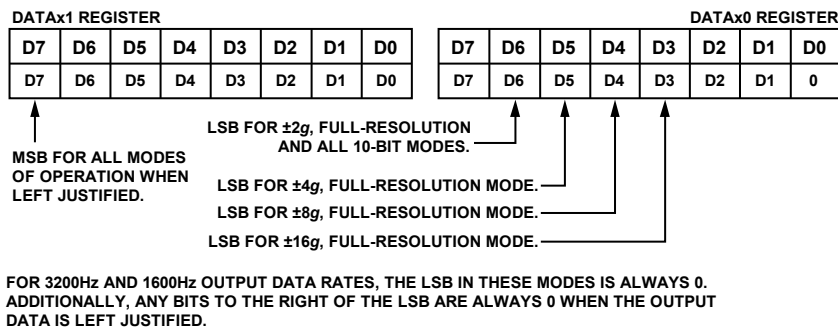 DATAx1 REGISTER
DATAx0 REGISTER
D7 D6 D5 D4 D3 D2 D1 D0
D7 D6 D5 D4 D3 D2 D1 D0
D7 D6 D5 D4 D3 D2 D1 D0
D7 D6 D5 D4 D3 D2 D1 0
MSB FOR ALL MODES
OF OPERATION WHEN
LEFT JUSTIFIED.
LSB FOR ±2g, FULL-RESOLUTION
AND ALL 10-BIT MODES.
LSB FOR ±4g, FULL-RESOLUTION MODE.
LSB FOR ±8g, FULL-RESOLUTION MODE.
LSB FOR ±16g, FULL-RESOLUTION MODE.
FOR 3200Hz AND 1600Hz OUTPUT DATA RATES, THE LSB IN THESE MODES IS ALWAYS 0.
ADDITIONALLY, ANY BITS TO THE RIGHT OF THE LSB ARE ALWAYS 0 WHEN THE OUTPUT
DATA IS LEFT JUSTIFIED.